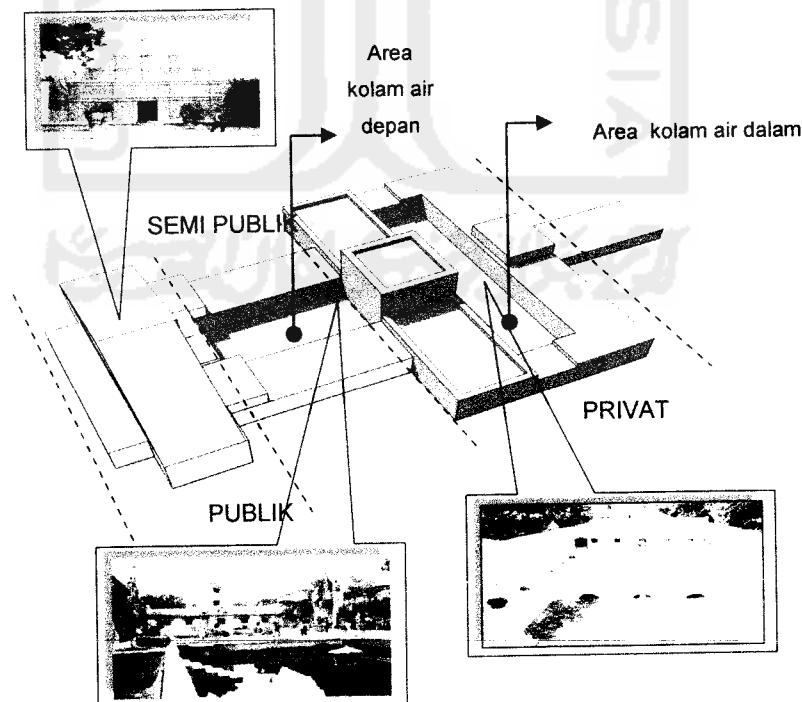 Area
kolam air
depan
Area kolam air dalam
SEMI PUBLIK
PRIVAT
PUBLIK